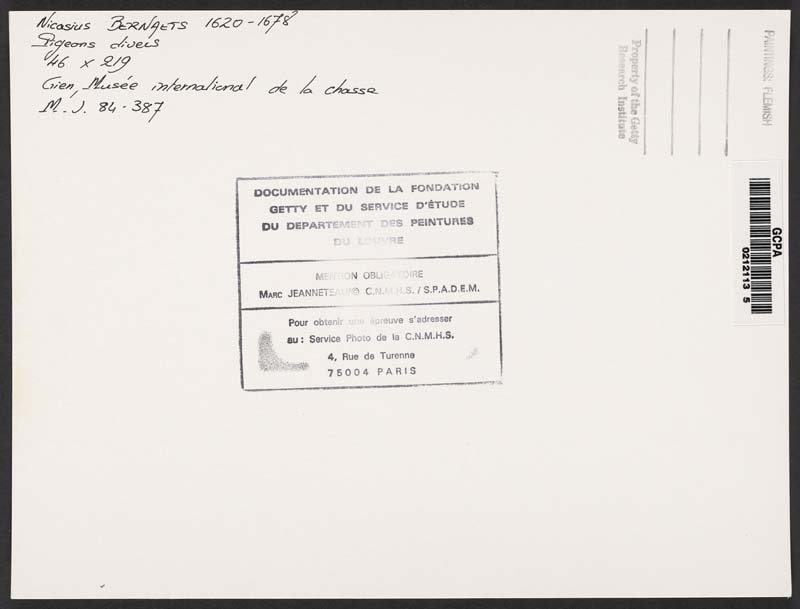 Nicasius BERNAETS 1620-1678
Pigeons divers
46 x 219
Gien, Musée international de la chasse
M.J. 84-387
Property of the Getty
Research Institute
PAINTINGS: FLEMISH
GCPA
0212113 5
DOCUMENTATION DE LA FONDATION
GETTY ET DU SERVICE D'ÉTUDE
DU DEPARTEMENT DES PEINTURES
DU LOUVRE
MENTION OBLIGATOIRE
MARC JEANNETEAU © C.N.M.H.S. / S.P.A.D.E.M.
Pour obtenir une épreuve s'adresser
au : Service Photo de la C.N.M.H.S.
4, Rue de Turenne
75004 PARIS